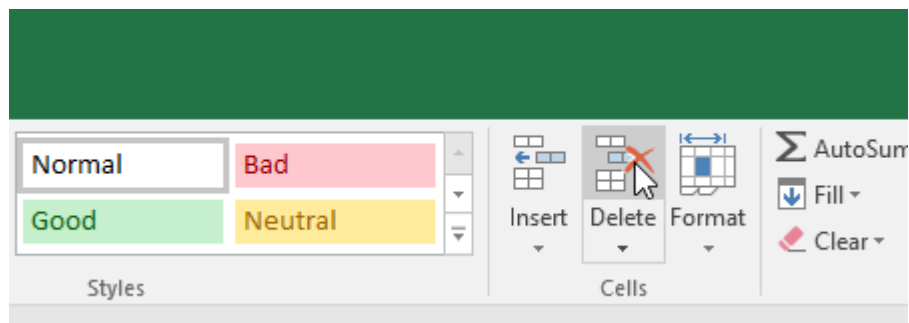 Normal Bad
Good Neutral
Styles
Insert Delete Format
Cells
AutoSum
Fill
Clear